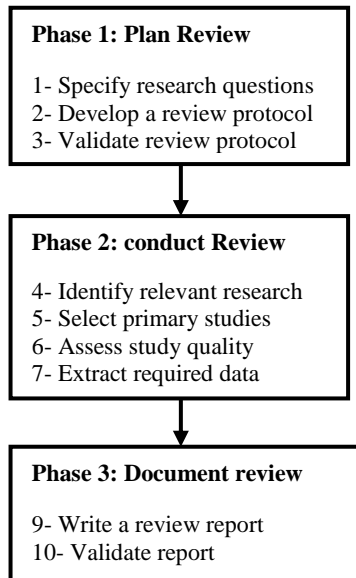 Phase 1: Plan Review
1- Specify research questions
2- Develop a review protocol
3- Validate review protocol
Phase 2: conduct Review
4- Identify relevant research
5- Select primary studies
6- Assess study quality
7- Extract required data
Phase 3: Document review
9- Write a review report
10- Validate report